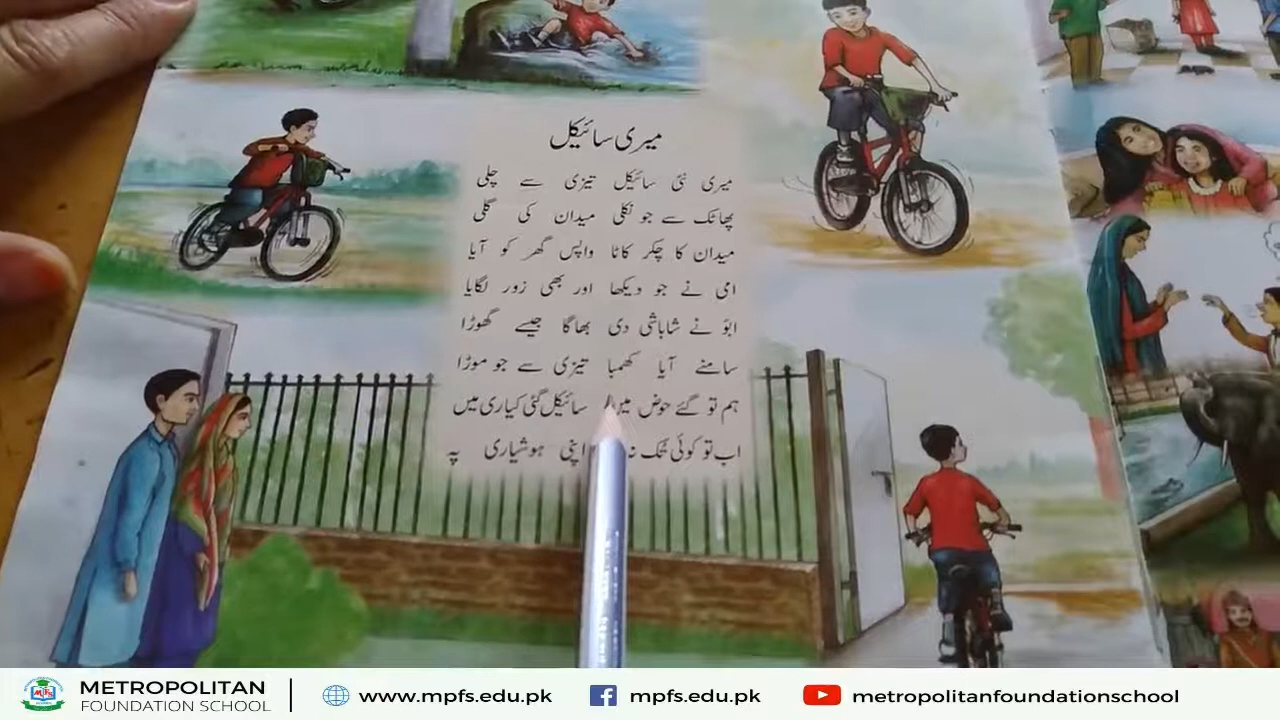 میری سائیکل
میری نئی سائیکل تیزی سے چلی
پھاٹک سے جو نکلی میدان کی گلی
میدان کا چکر کاٹا واپس گھر کو آیا
امی نے جو دیکھا اور بھی زور لگایا
ابّو نے شاباشی دی بھاگا جیسے گھوڑا
سامنے آیا کھمبا تیزی سے جو موڑا
ہم تو گئے حوض میں سائیکل گئی کیاری میں
اب تو کوئی شک نہ اپنی ہوشیاری پہ
METROPOLITAN
FOUNDATION SCHOOL
www.mpfs.edu.pk
mpfs.edu.pk
metropolitanfoundationschool